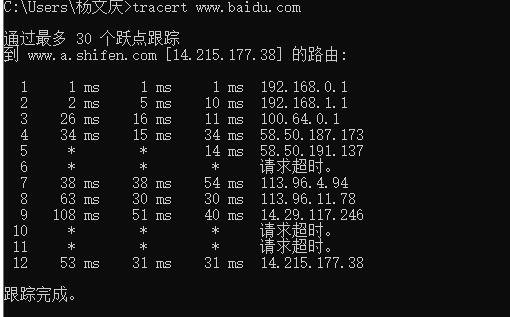 C:\Users\杨文庆>tracert www.baidu.com
通过最多 30 个跃点跟踪
到 www.a.shifen.com [14.215.177.38] 的路由:
1 1 ms 1 ms 1 ms 192.168.0.1
2 2 ms 5 ms 10 ms 192.168.1.1
3 26 ms 16 ms 11 ms 100.64.0.1
4 34 ms 15 ms 34 ms 58.50.187.173
5 * * 14 ms 58.50.191.137
6 * * * 请求超时。
7 38 ms 38 ms 54 ms 113.96.4.94
8 63 ms 30 ms 30 ms 113.96.11.78
9 108 ms 51 ms 40 ms 14.29.117.246
10 * * * 请求超时。
11 * * * 请求超时。
12 53 ms 31 ms 31 ms 14.215.177.38
跟踪完成。